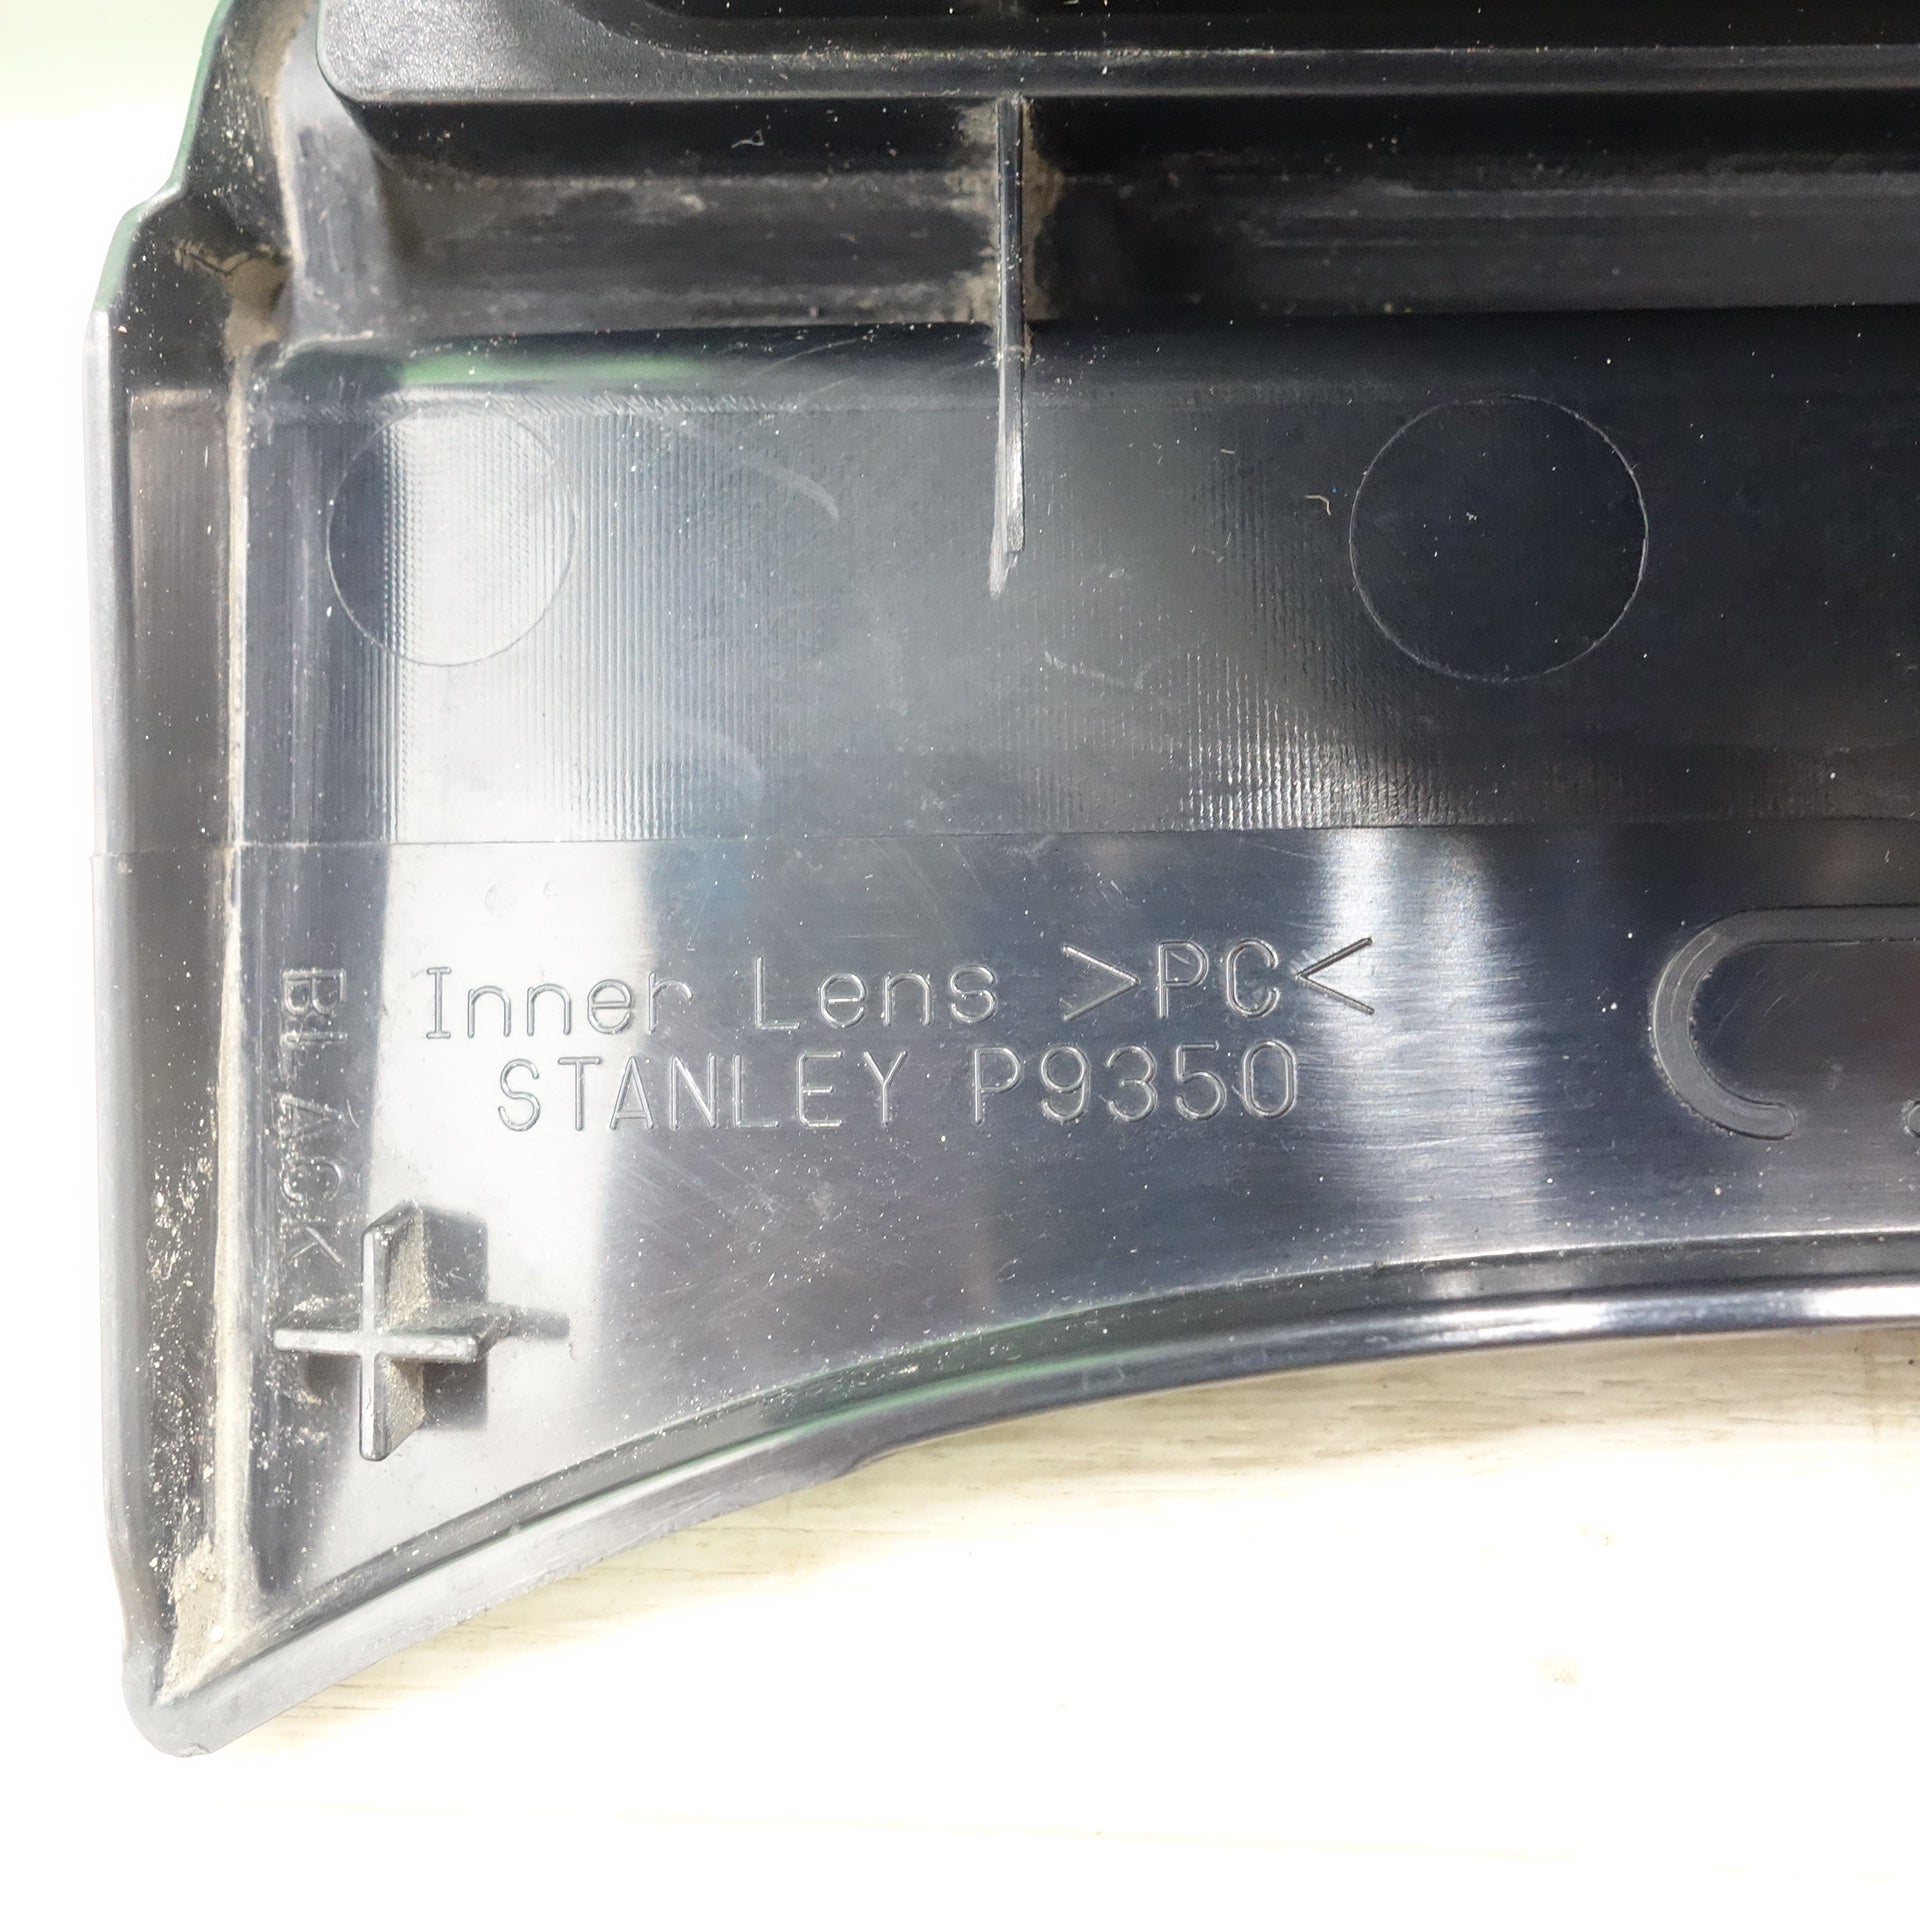 Inner Lens >PC<
STANLEY P9350
BLACK